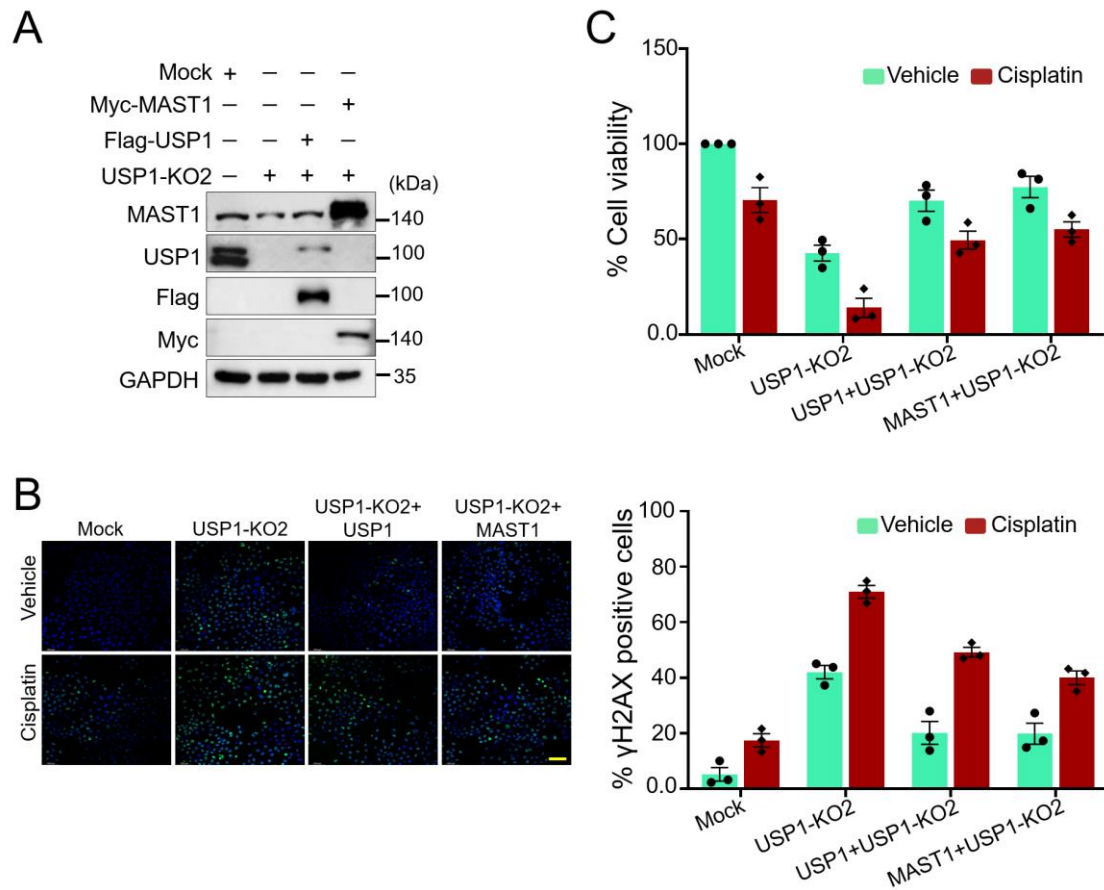 A
Mock + – – –
Myc-MAST1 – – – +
Flag-USP1 – – + –
USP1-KO2 – + + +
(kDa)
MAST1 140
USP1 100
Flag 100
Myc 140
GAPDH 35
B
Mock
USP1-KO2
USP1-KO2+
USP1
USP1-KO2+
MAST1
Vehicle
Cisplatin
C
Vehicle
Cisplatin
% Cell viability
150
100
50
0.0
Mock
USP1-KO2
USP1+USP1-KO2
MAST1+USP1-KO2
Vehicle
Cisplatin
% γH2AX positive cells
100
80
60
40
20
0.0
Mock
USP1-KO2
USP1+USP1-KO2
MAST1+USP1-KO2